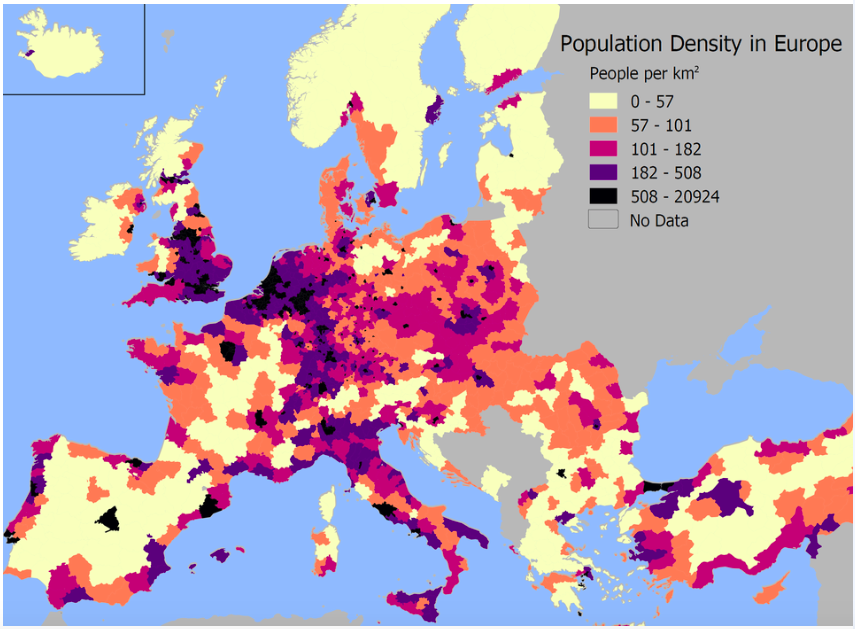 Population Density in Europe
People per km²
0 - 57
57 - 101
101 - 182
182 - 508
508 - 20924
No Data